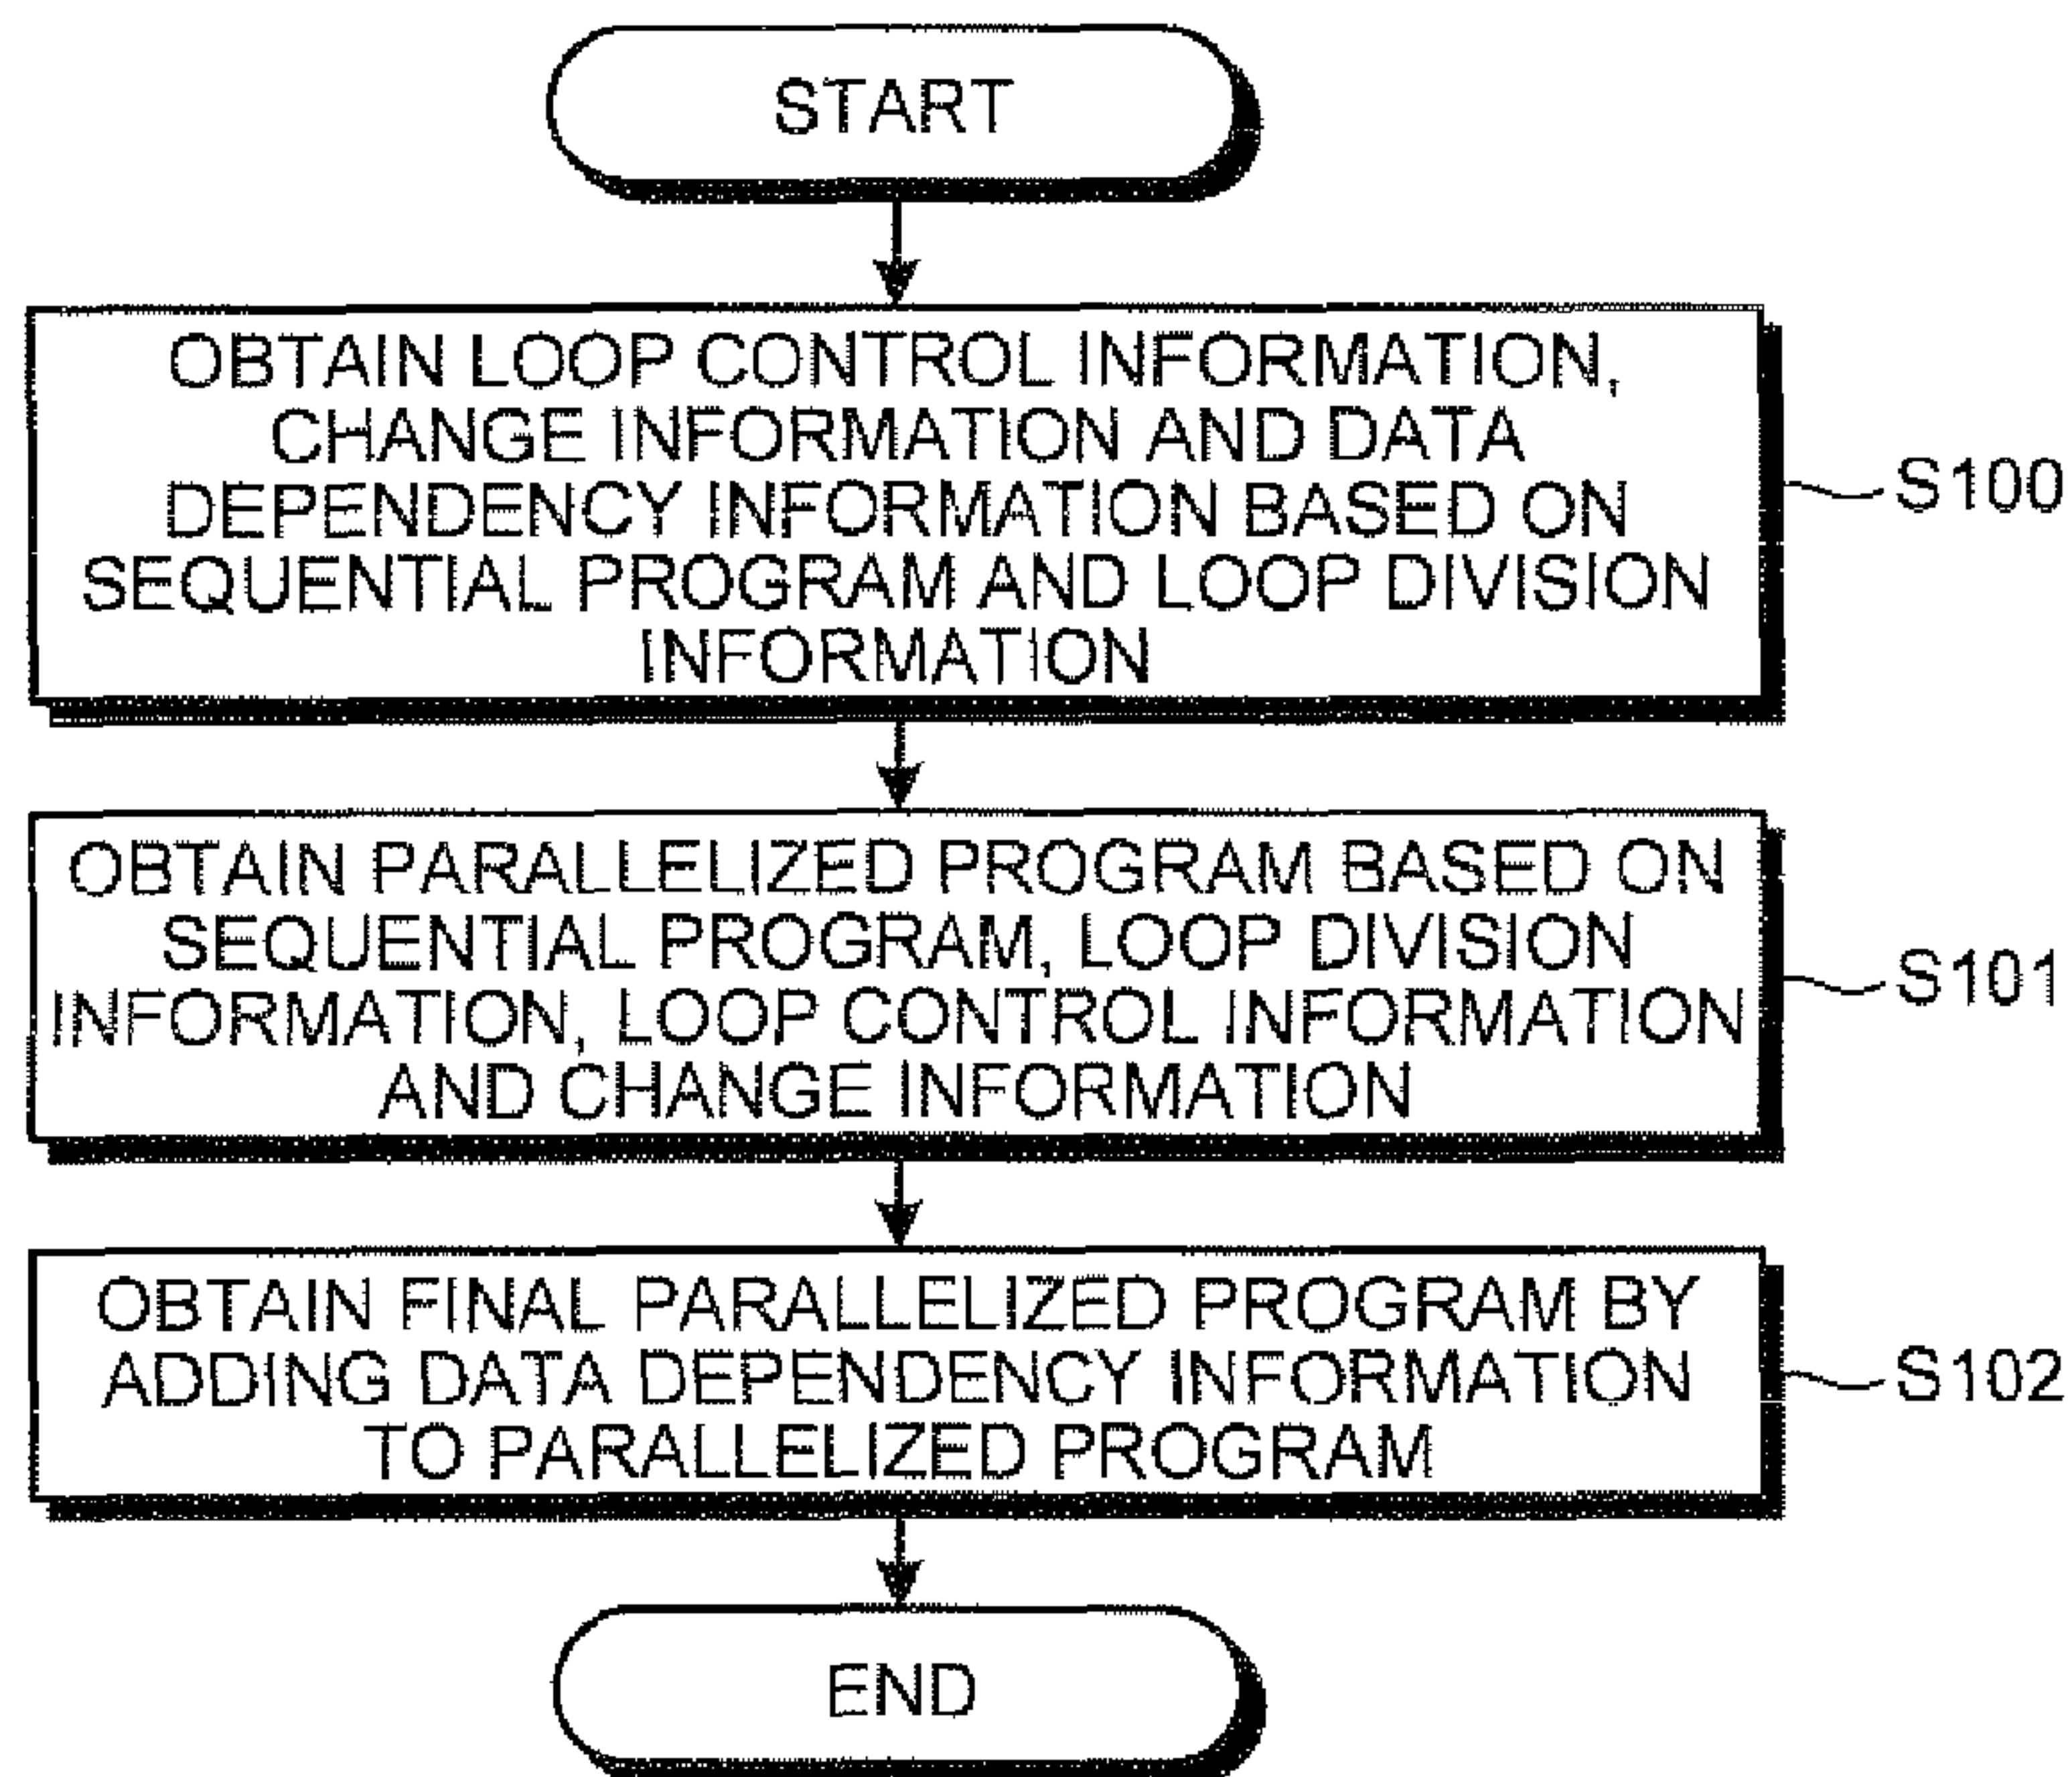 START
OBTAIN LOOP CONTROL INFORMATION,
CHANGE INFORMATION AND DATA
DEPENDENCY INFORMATION BASED ON
SEQUENTIAL PROGRAM AND LOOP DIVISION
INFORMATION
S100
OBTAIN PARALLELIZED PROGRAM BASED ON
SEQUENTIAL PROGRAM, LOOP DIVISION
INFORMATION, LOOP CONTROL INFORMATION
AND CHANGE INFORMATION
S101
OBTAIN FINAL PARALLELIZED PROGRAM BY
ADDING DATA DEPENDENCY INFORMATION
TO PARALLELIZED PROGRAM
S102
END